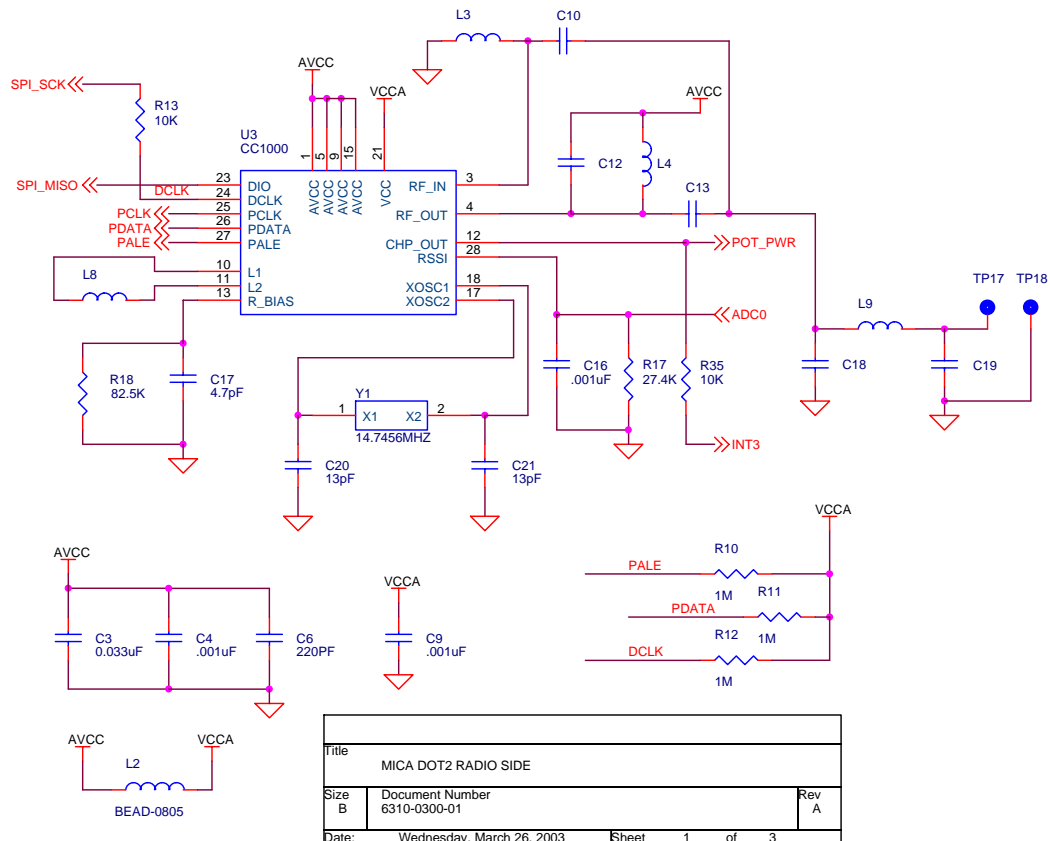 L3
C10
AVCC
SPI_SCK
R13
10K
VCCA
AVCC
U3
CC1000
1
5
9
15
21
C12
L4
SPI_MISO
23
DIO
AVCC
AVCC
AVCC
AVCC
VCC
RF_IN
3
DCLK
24
DCLK
C13
PCLK
25
PCLK
RF_OUT
4
PDATA
26
PDATA
PALE
27
PALE
CHP_OUT
12
POT_PWR
RSSI
28
L8
10
L1
11
L2
XOSC1
18
13
R_BIAS
XOSC2
17
TP17
TP18
L9
ADC0
R18
82.5K
C17
4.7pF
C16
.001uF
R17
27.4K
R35
10K
C18
C19
Y1
1
X1
X2
2
14.7456MHZ
INT3
C20
13pF
C21
13pF
VCCA
AVCC
PALE
R10
1M
VCCA
PDATA
R11
1M
C3
0.033uF
C4
.001uF
C6
220PF
C9
.001uF
DCLK
R12
1M
AVCC
VCCA
L2
BEAD-0805
Title
MICA DOT2 RADIO SIDE
Size
B
Document Number
6310-0300-01
Rev
A
Date:
Wednesday, March 26, 2003
Sheet
1
of
3